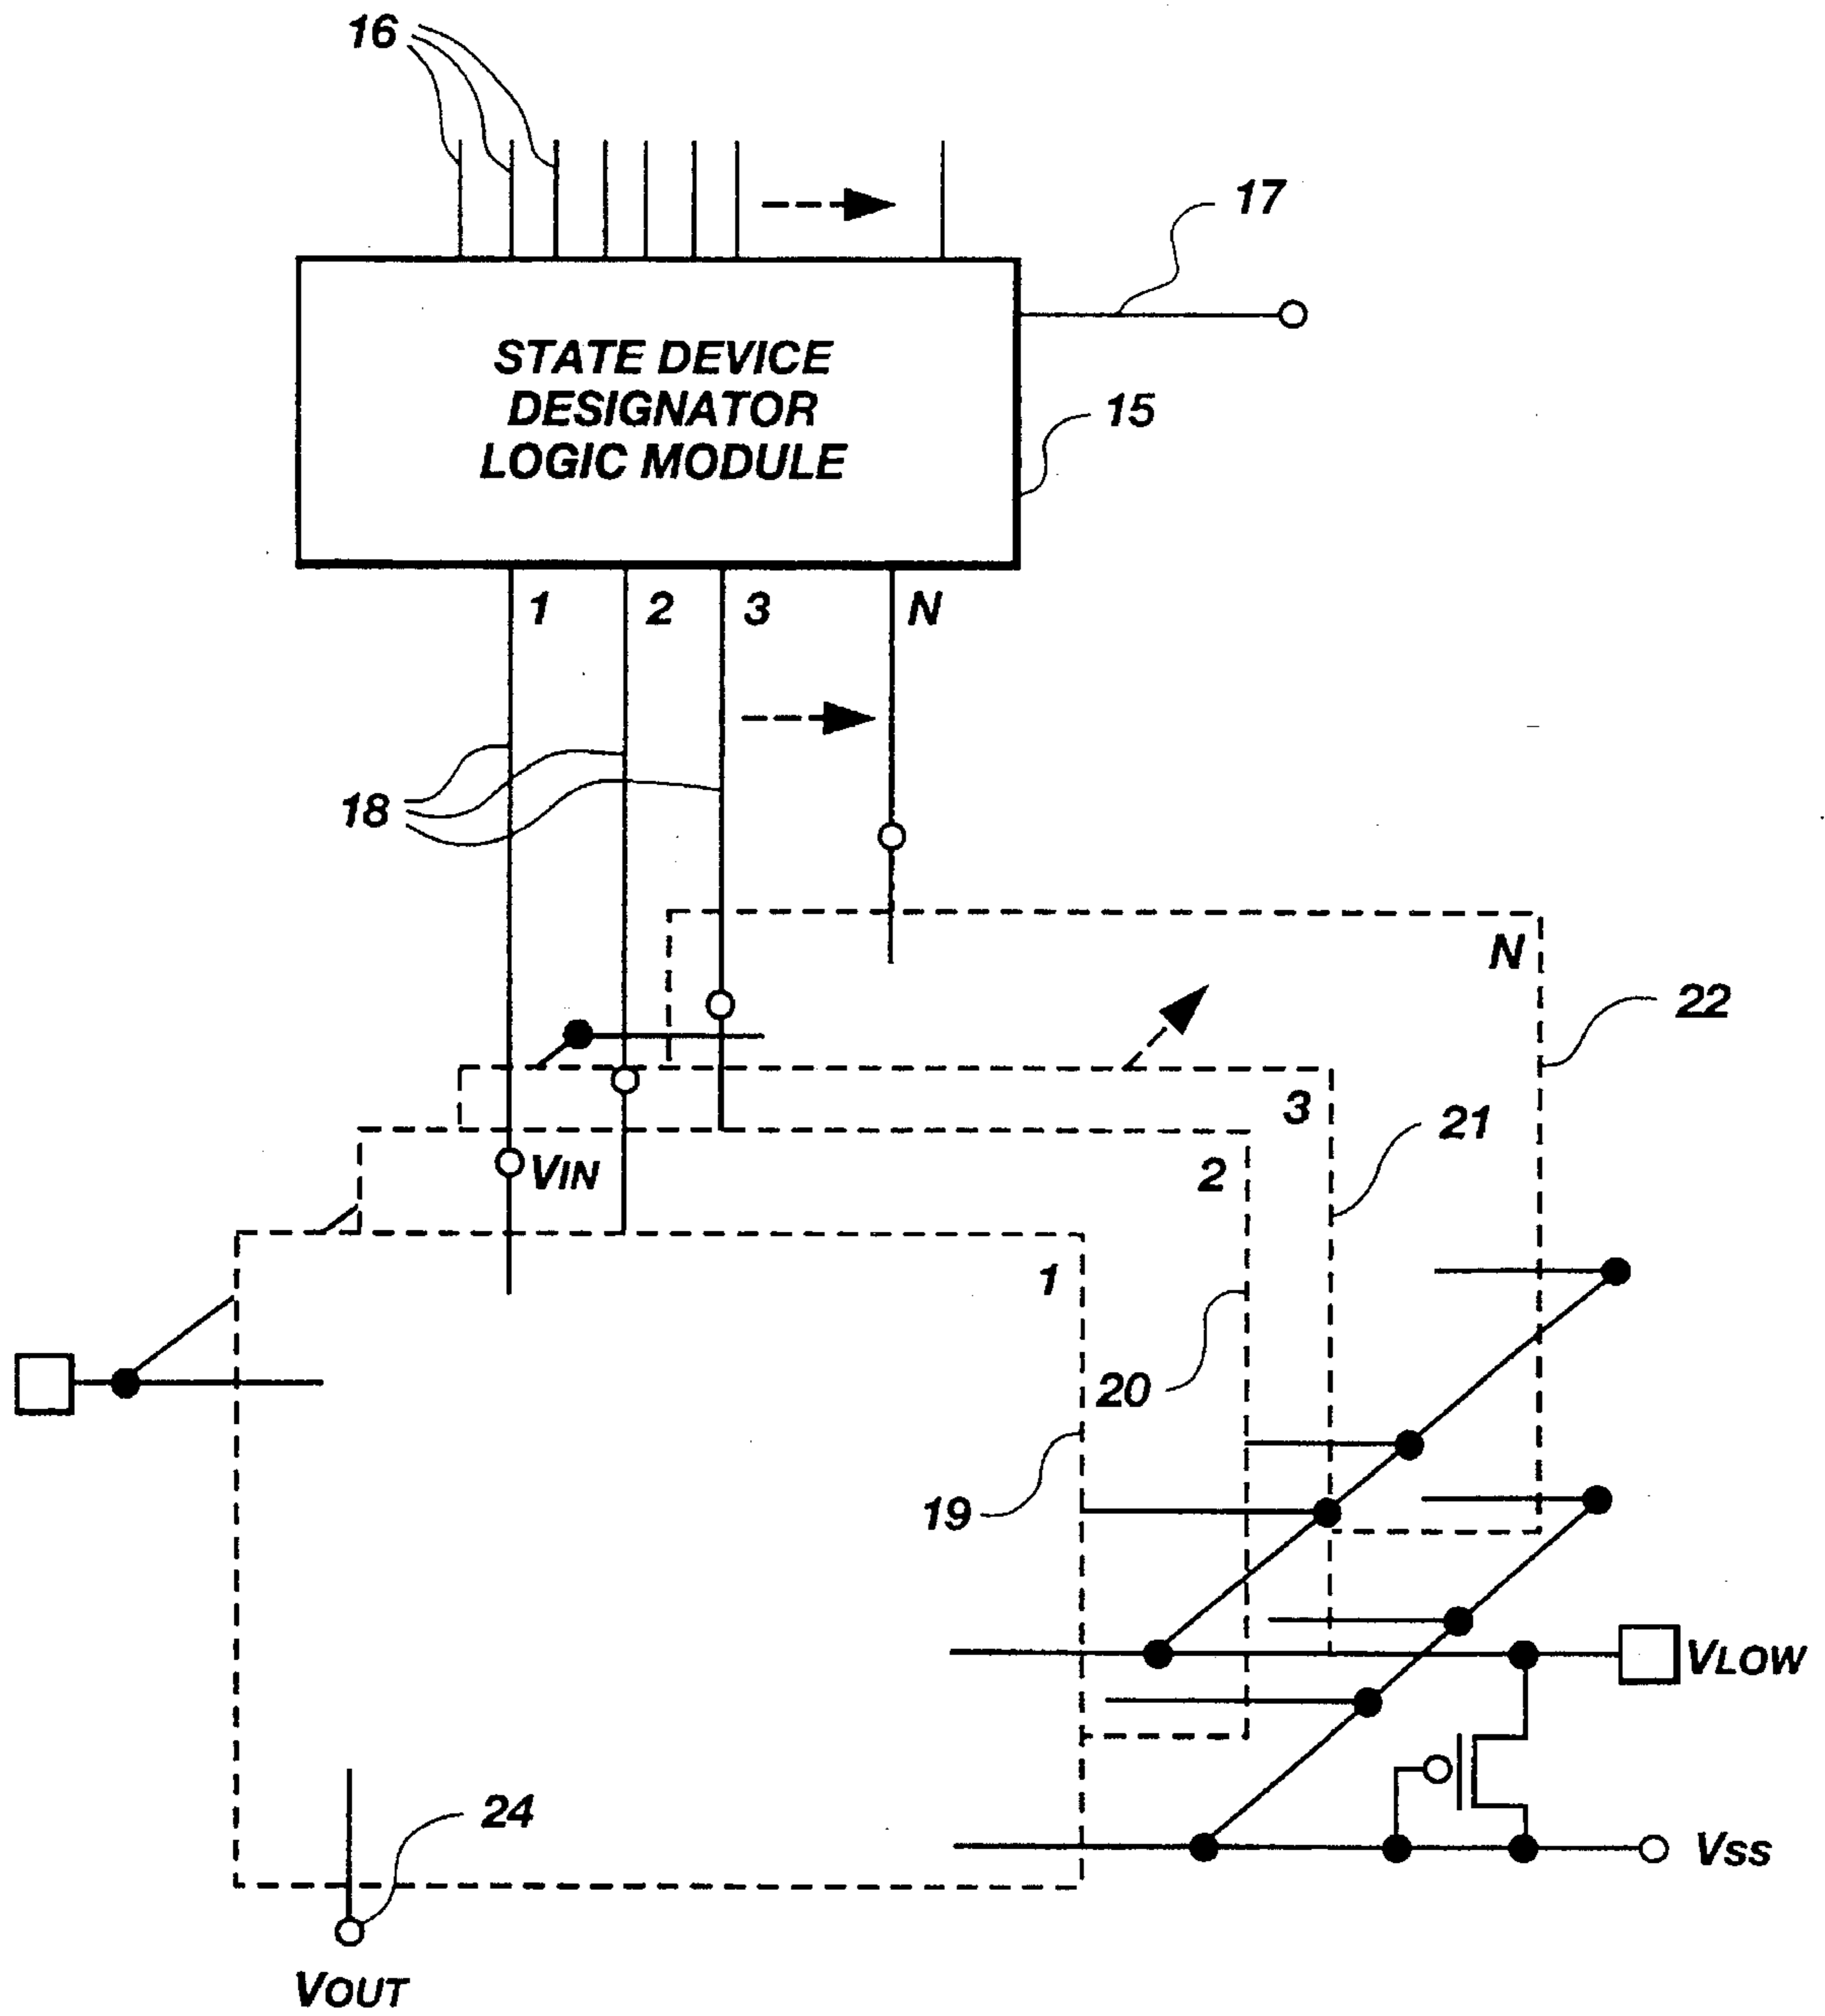 16
17
STATE DEVICE
DESIGNATOR
LOGIC MODULE
15
1 2 3 N
18
N
22
3
21
VIN
2
1
20
19
VLOW
24
VSS
VOUT